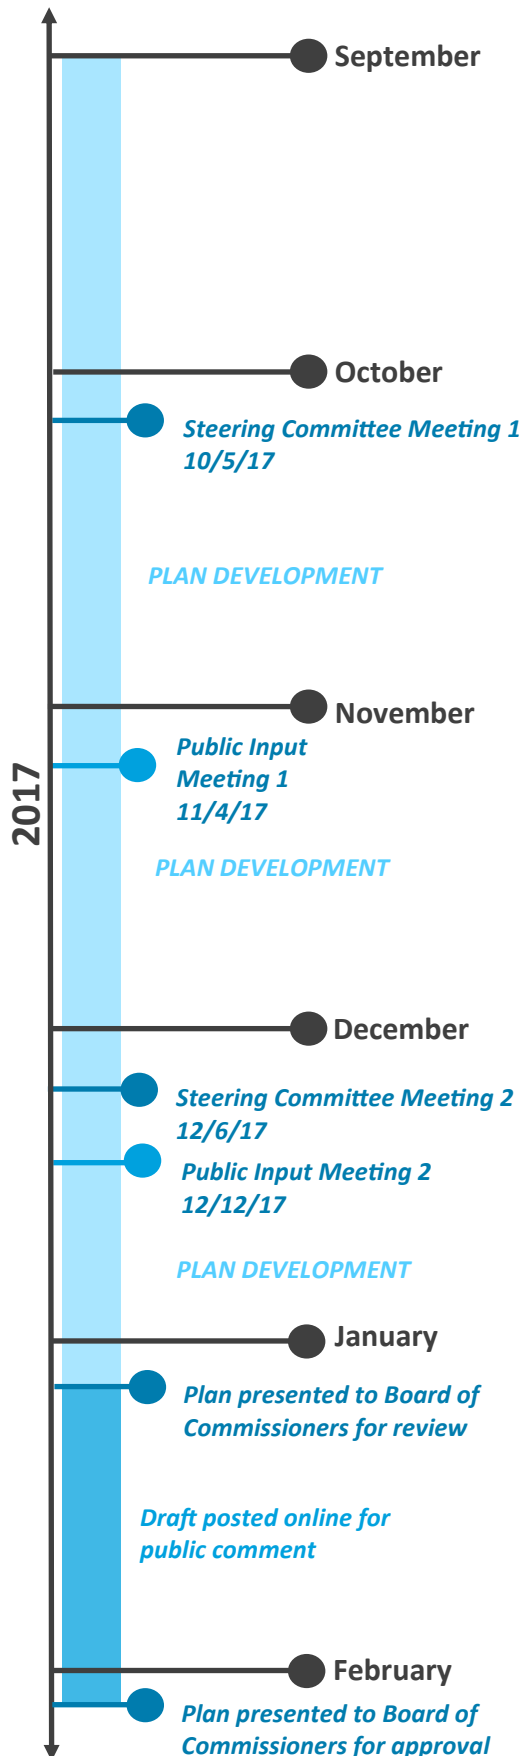 September
October
Steering Committee Meeting 1
10/5/17
PLAN DEVELOPMENT
November
Public Input
Meeting 1
11/4/17
2017
PLAN DEVELOPMENT
December
Steering Committee Meeting 2
12/6/17
Public Input Meeting 2
12/12/17
PLAN DEVELOPMENT
January
Plan presented to Board of
Commissioners for review
Draft posted online for
public comment
February
Plan presented to Board of
Commissioners for approval